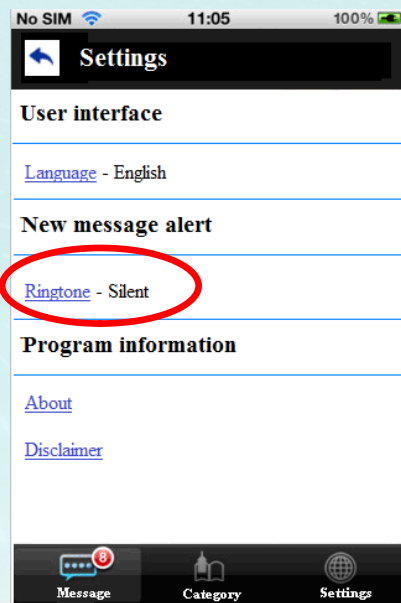 No SIM 11:05 100%
Settings
User interface
Language - English
New message alert
Ringtone - Silent
Program information
About
Disclaimer
8
Message Category Settings